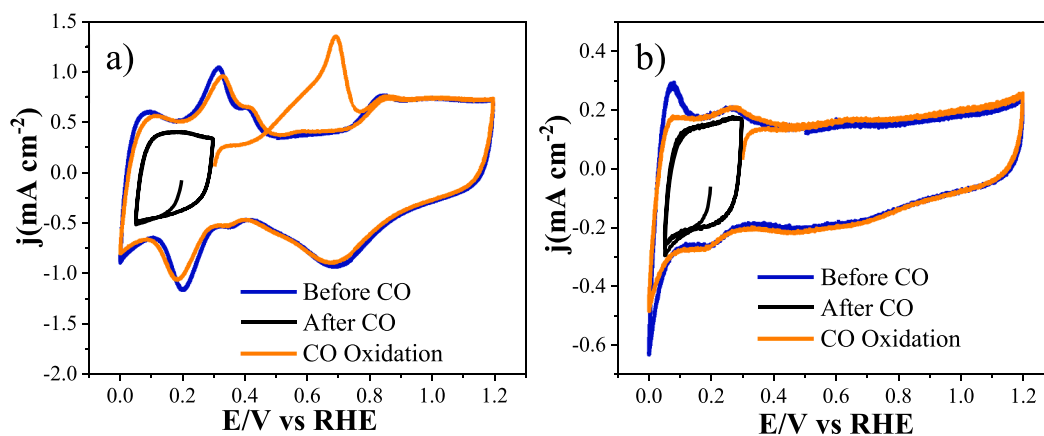 a)
j(mA cm-2)
1.5
1.0
0.5
0.0
-0.5
-1.0
-1.5
-2.0
Before CO
After CO
CO Oxidation
0.0 0.2 0.4 0.6 0.8 1.0 1.2
E/V vs RHE
b)
j(mA cm-2)
0.4
0.2
0.0
-0.2
-0.4
-0.6
Before CO
After CO
CO Oxidation
0.0 0.2 0.4 0.6 0.8 1.0 1.2
E/V vs RHE